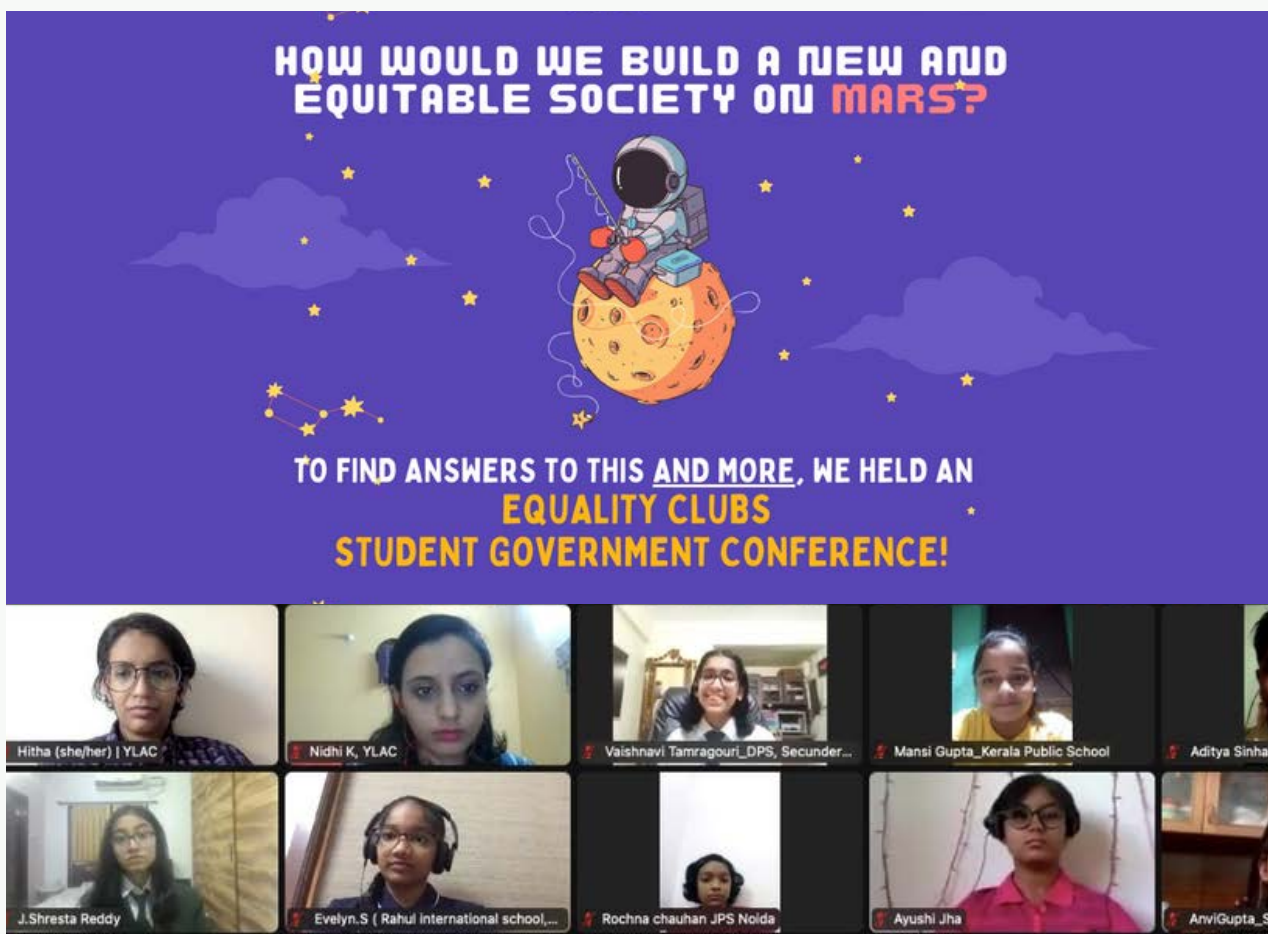 HOW WOULD WE BUILD A NEW AND
EQUITABLE SOCIETY ON MARS?
TO FIND ANSWERS TO THIS AND MORE, WE HELD AN
EQUALITY CLUBS
STUDENT GOVERNMENT CONFERENCE!
Hitha (she/her) | YLAC
Nidhi K, YLAC
Vaishnavi Tamragouri_DPS, Secunder...
Mansi Gupta_Kerala Public School
Aditya Sinha
J.Shresta Reddy
Evelyn.S ( Rahul international school,...
Rochna chauhan JPS Noida
Ayushi Jha
AnviGupta_S